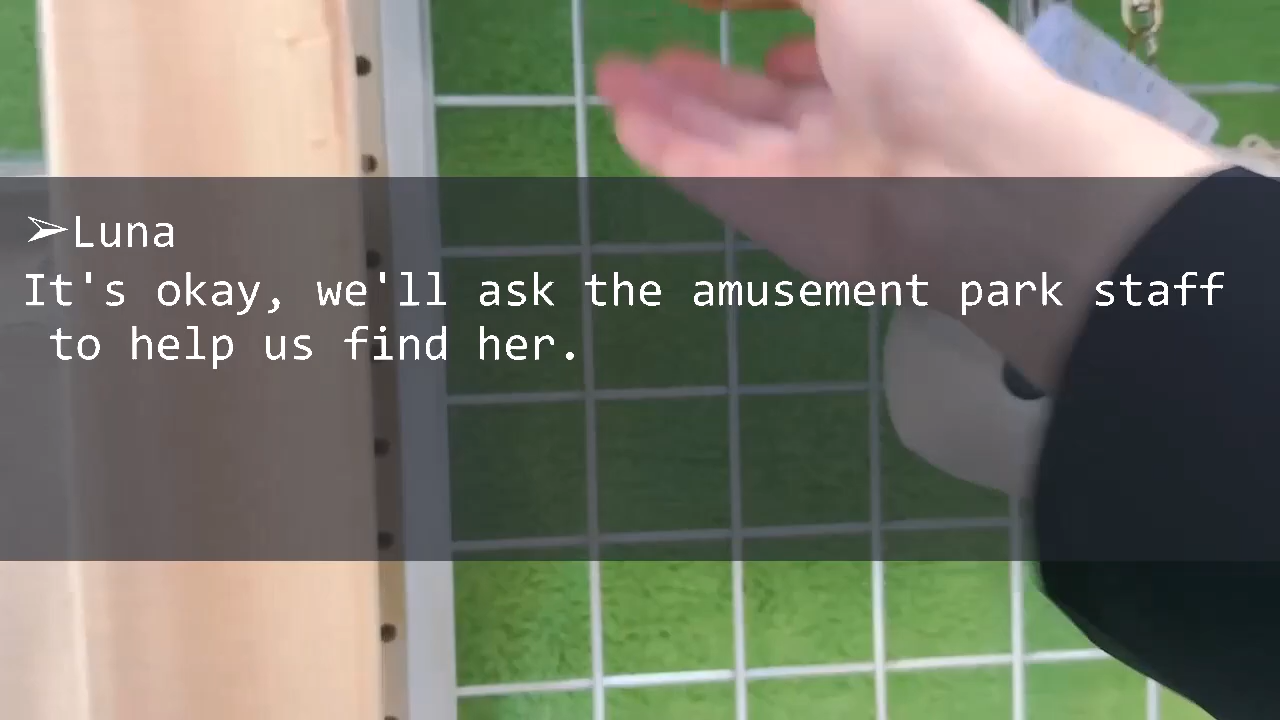 ➢Luna
It's okay, we'll ask the amusement park staff
to help us find her.